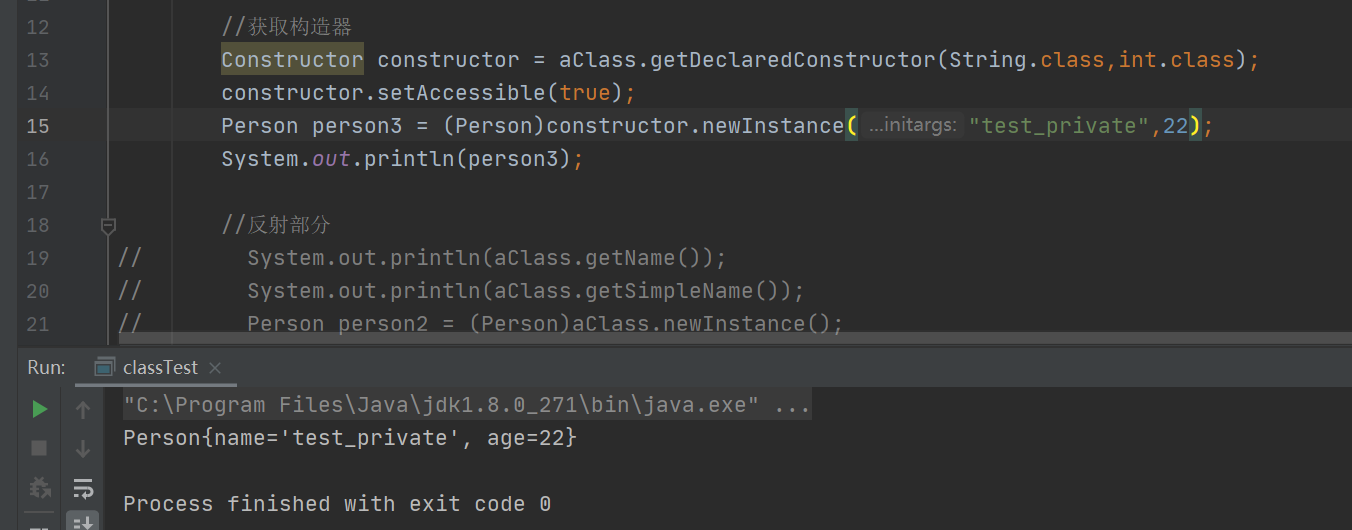 12 //获取构造器
13 Constructor constructor = aClass.getDeclaredConstructor(String.class,int.class);
14 constructor.setAccessible(true);
15 Person person3 = (Person)constructor.newInstance( ...initargs: "test_private",22);
16 System.out.println(person3);
17
18 //反射部分
19 // System.out.println(aClass.getName());
20 // System.out.println(aClass.getSimpleName());
21 // Person person2 = (Person)aClass.newInstance();
Run: classTest ×
"C:\Program Files\Java\jdk1.8.0_271\bin\java.exe" ...
Person{name='test_private', age=22}
Process finished with exit code 0